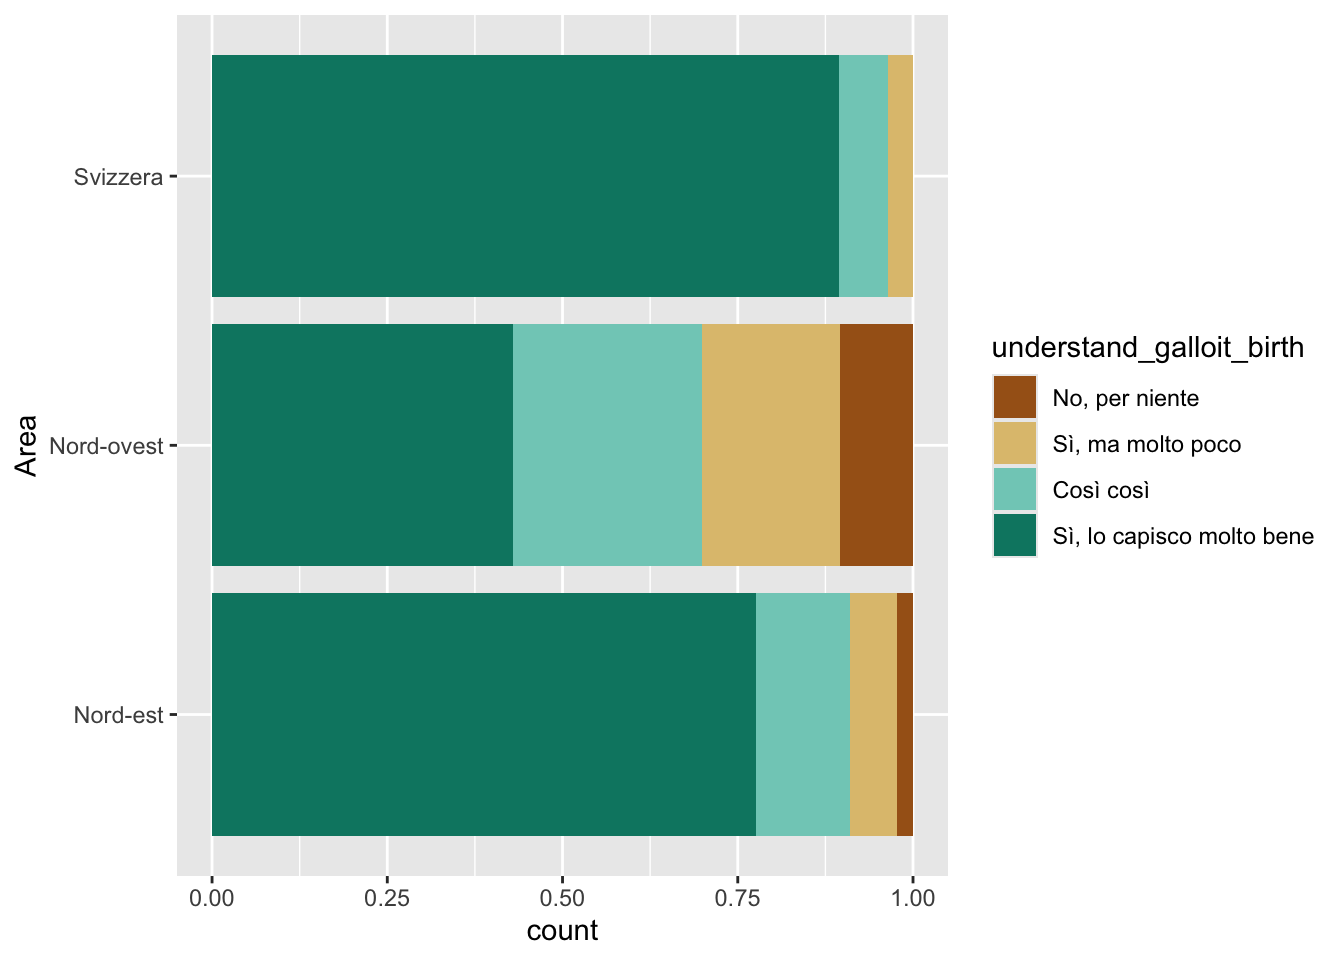 Svizzera
Nord-ovest
Nord-est
Area
0.00
0.25
0.50
0.75
1.00
count
understand_galloit_birth
No, per niente
Sì, ma molto poco
Così così
Sì, lo capisco molto bene